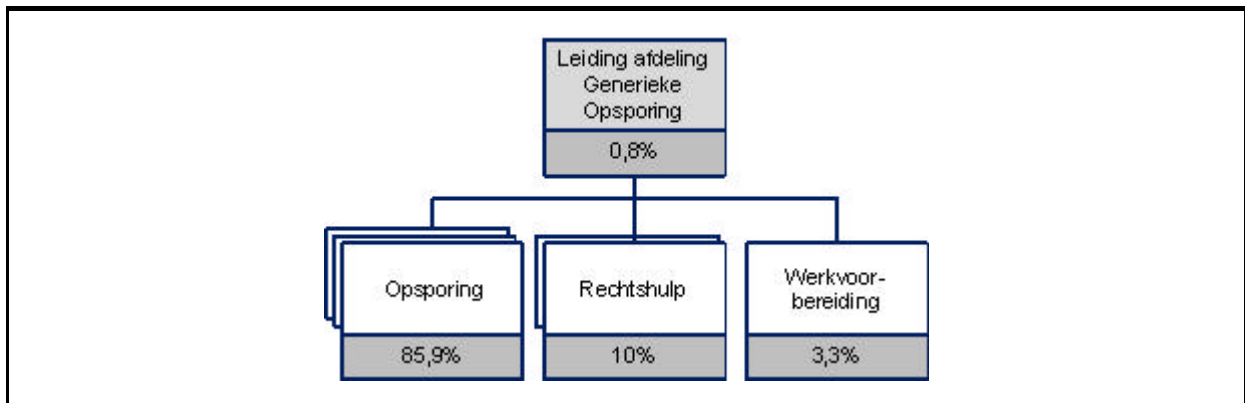 Leiding afdeling
Generieke
Opsporing
0,8%
Opsporing
85,9%
Rechtshulp
10%
Werkvoor-
bereiding
3,3%